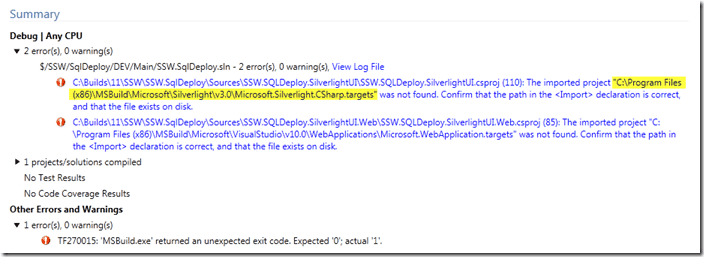 Summary
Debug | Any CPU
2 error(s), 0 warning(s)
$/SSW/SqlDeploy/DEV/Main/SSW.SqlDeploy.sln - 2 error(s), 0 warning(s), View Log File
C:\Builds\11\SSW\SSW.SqlDeploy\Sources\SSW.SQLDeploy.SilverlightUI\SSW.SQLDeploy.SilverlightUI.csproj (110): The imported project "C:\Program Files
(x86)\MSBuild\Microsoft\Silverlight\v3.0\Microsoft.Silverlight.CSharp.targets" was not found. Confirm that the path in the <Import> declaration is correct,
and that the file exists on disk.
C:\Builds\11\SSW\SSW.SqlDeploy\Sources\SSW.SQLDeploy.SilverlightUI.Web\SSW.SQLDeploy.SilverlightUI.Web.csproj (85): The imported project "C:
\Program Files (x86)\MSBuild\Microsoft\VisualStudio\v10.0\WebApplications\Microsoft.WebApplication.targets" was not found. Confirm that the path in
the <Import> declaration is correct, and that the file exists on disk.
1 projects/solutions compiled
No Test Results
No Code Coverage Results
Other Errors and Warnings
1 error(s), 0 warning(s)
TF270015: 'MSBuild.exe' returned an unexpected exit code. Expected '0'; actual '1'.